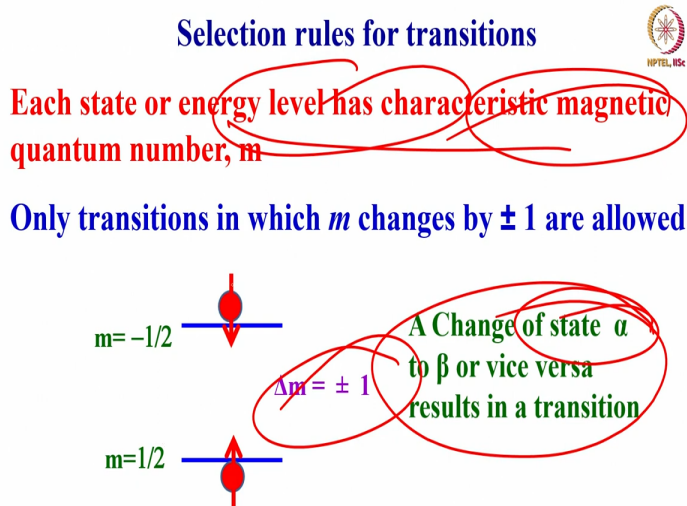 Selection rules for transitions
NPTEL, IISc
Each state or energy level has characteristic magnetic
quantum number, m
Only transitions in which m changes by ± 1 are allowed
m= –1/2
Δm = ± 1
A Change of state α
to β or vice versa
results in a transition
m=1/2